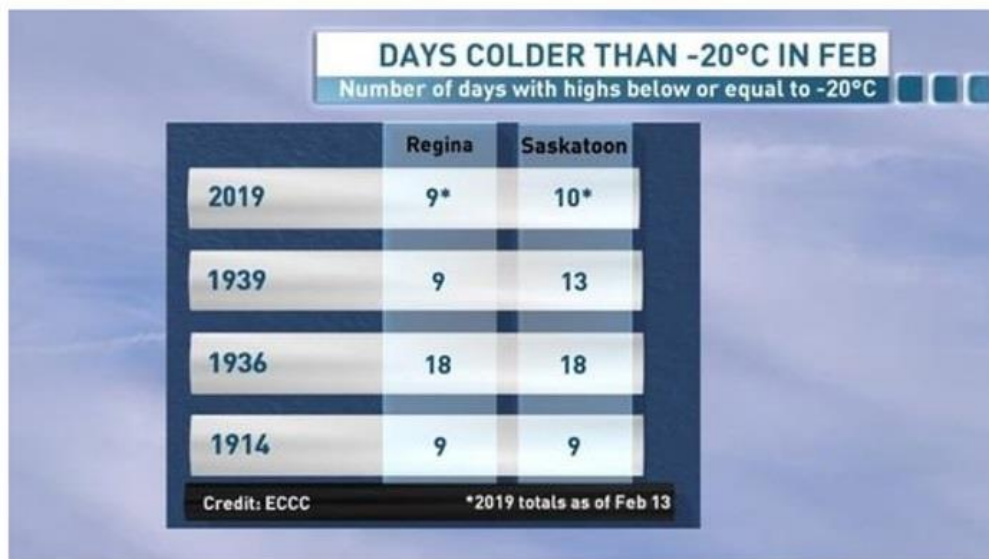 DAYS COLDER THAN -20°C IN FEB
Number of days with highs below or equal to -20°C
Regina Saskatoon
2019 9* 10*
1939 9 13
1936 18 18
1914 9 9
Credit: ECCC *2019 totals as of Feb 13